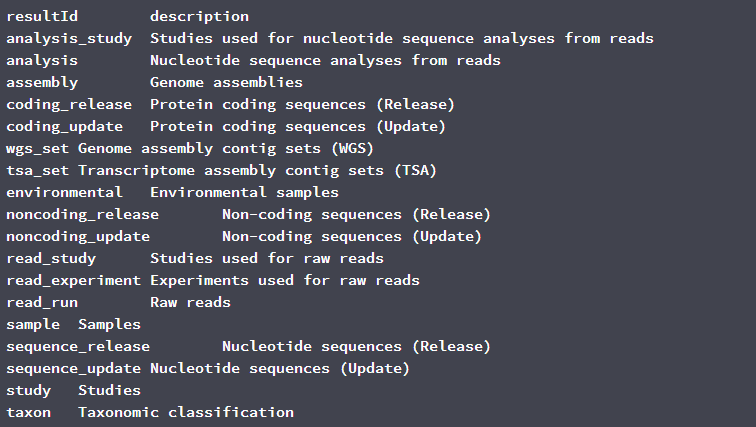 resultId description
analysis_study Studies used for nucleotide sequence analyses from reads
analysis Nucleotide sequence analyses from reads
assembly Genome assemblies
coding_release Protein coding sequences (Release)
coding_update Protein coding sequences (Update)
wgs_set Genome assembly contig sets (WGS)
tsa_set Transcriptome assembly contig sets (TSA)
environmental Environmental samples
noncoding_release Non-coding sequences (Release)
noncoding_update Non-coding sequences (Update)
read_study Studies used for raw reads
read_experiment Experiments used for raw reads
read_run Raw reads
sample Samples
sequence_release Nucleotide sequences (Release)
sequence_update Nucleotide sequences (Update)
study Studies
taxon Taxonomic classification